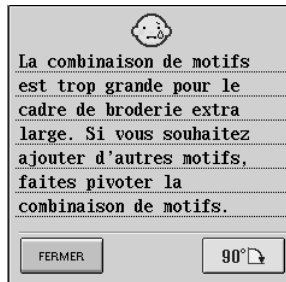 La combinaison de motifs
est trop grande pour le
cadre de broderie extra
large. Si vous souhaitez
ajouter d'autres motifs,
faites pivoter la
combinaison de motifs.
FERMER 90°